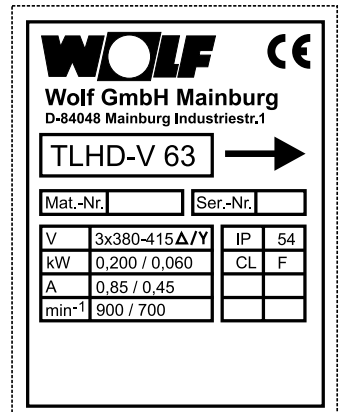 WOLF CE
Wolf GmbH Mainburg
D-84048 Mainburg Industriestr.1
TLHD-V 63
Mat.-Nr. Ser.-Nr.
V 3x380-415Δ/Y IP 54
kW 0,200 / 0,060 CL F
A 0,85 / 0,45
min-1 900 / 700